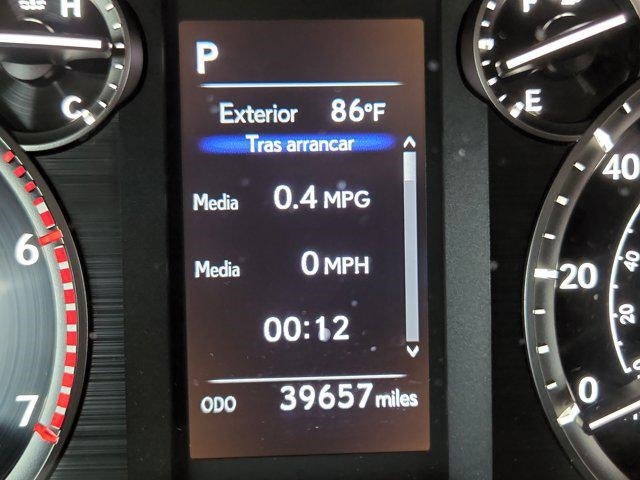 H
C
F
E
P
Exterior 86°F
Tras arrancar
Media 0.4 MPG
Media 0 MPH
00:12
ODO 39657 miles
6
7
40
20
0
40
20